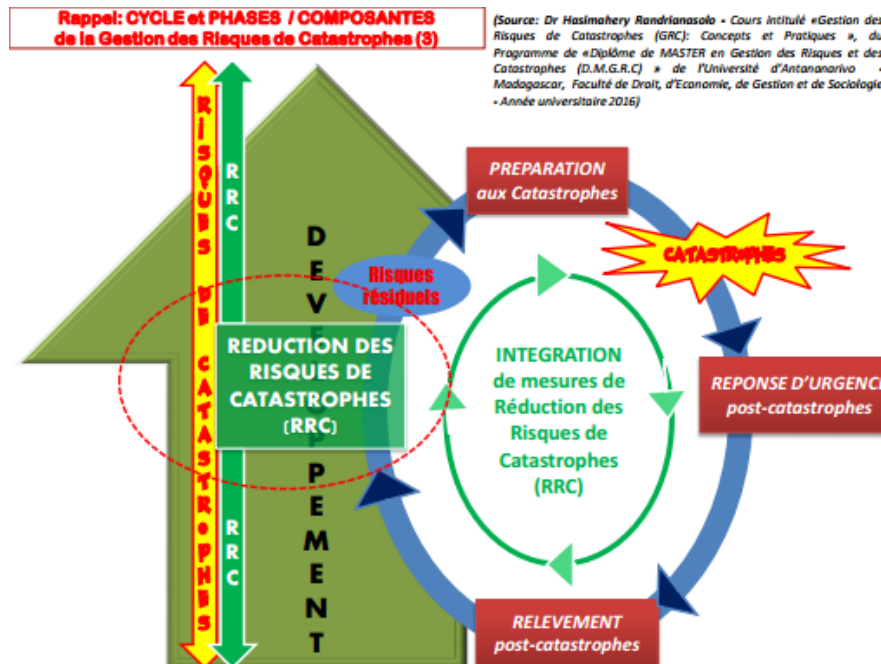 Rappel: CYCLE et PHASES / COMPOSANTES
de la Gestion des Risques de Catastrophes (3)
(Source: Dr Hasimahery Randrianasolo - Cours intitulé «Gestion des
Risques de Catastrophes (GRC): Concepts et Pratiques », du
Programme de «Diplôme de MASTER en Gestion des Risques et des
Catastrophes (D.M.G.R.C) » de l'Université d'Antananarivo -
Madagascar, Faculté de Droit, d'Economie, de Gestion et de Sociologie
- Année universitaire 2016)
RISQUES DE CATASTROPHES
RRC
RRC
DEVELOPPEMENT
PREPARATION
aux Catastrophes
CATASTROPHES
Risques
résiduels
REDUCTION DES
RISQUES DE
CATASTROPHES
(RRC)
INTEGRATION
de mesures de
Réduction des
Risques de
Catastrophes
(RRC)
REPONSE D'URGENCE
post-catastrophes
RELEVEMENT
post-catastrophes